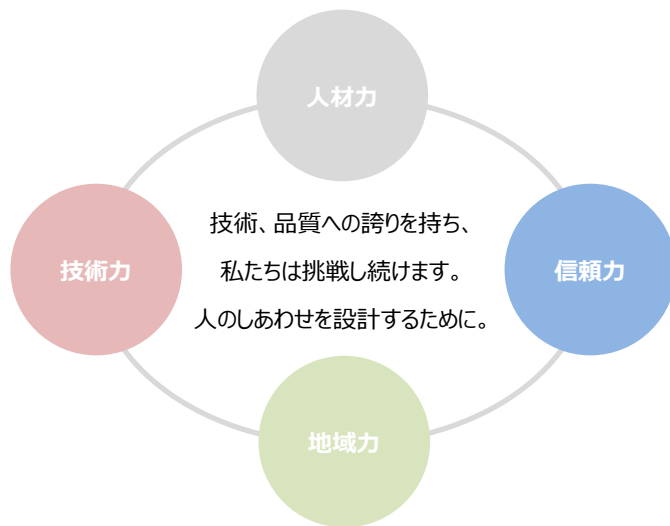 人材力
技術、品質への誇りを持ち、
技術力
私たちは挑戦し続けます。
信頼力
人のしあわせを設計するために。
地域力